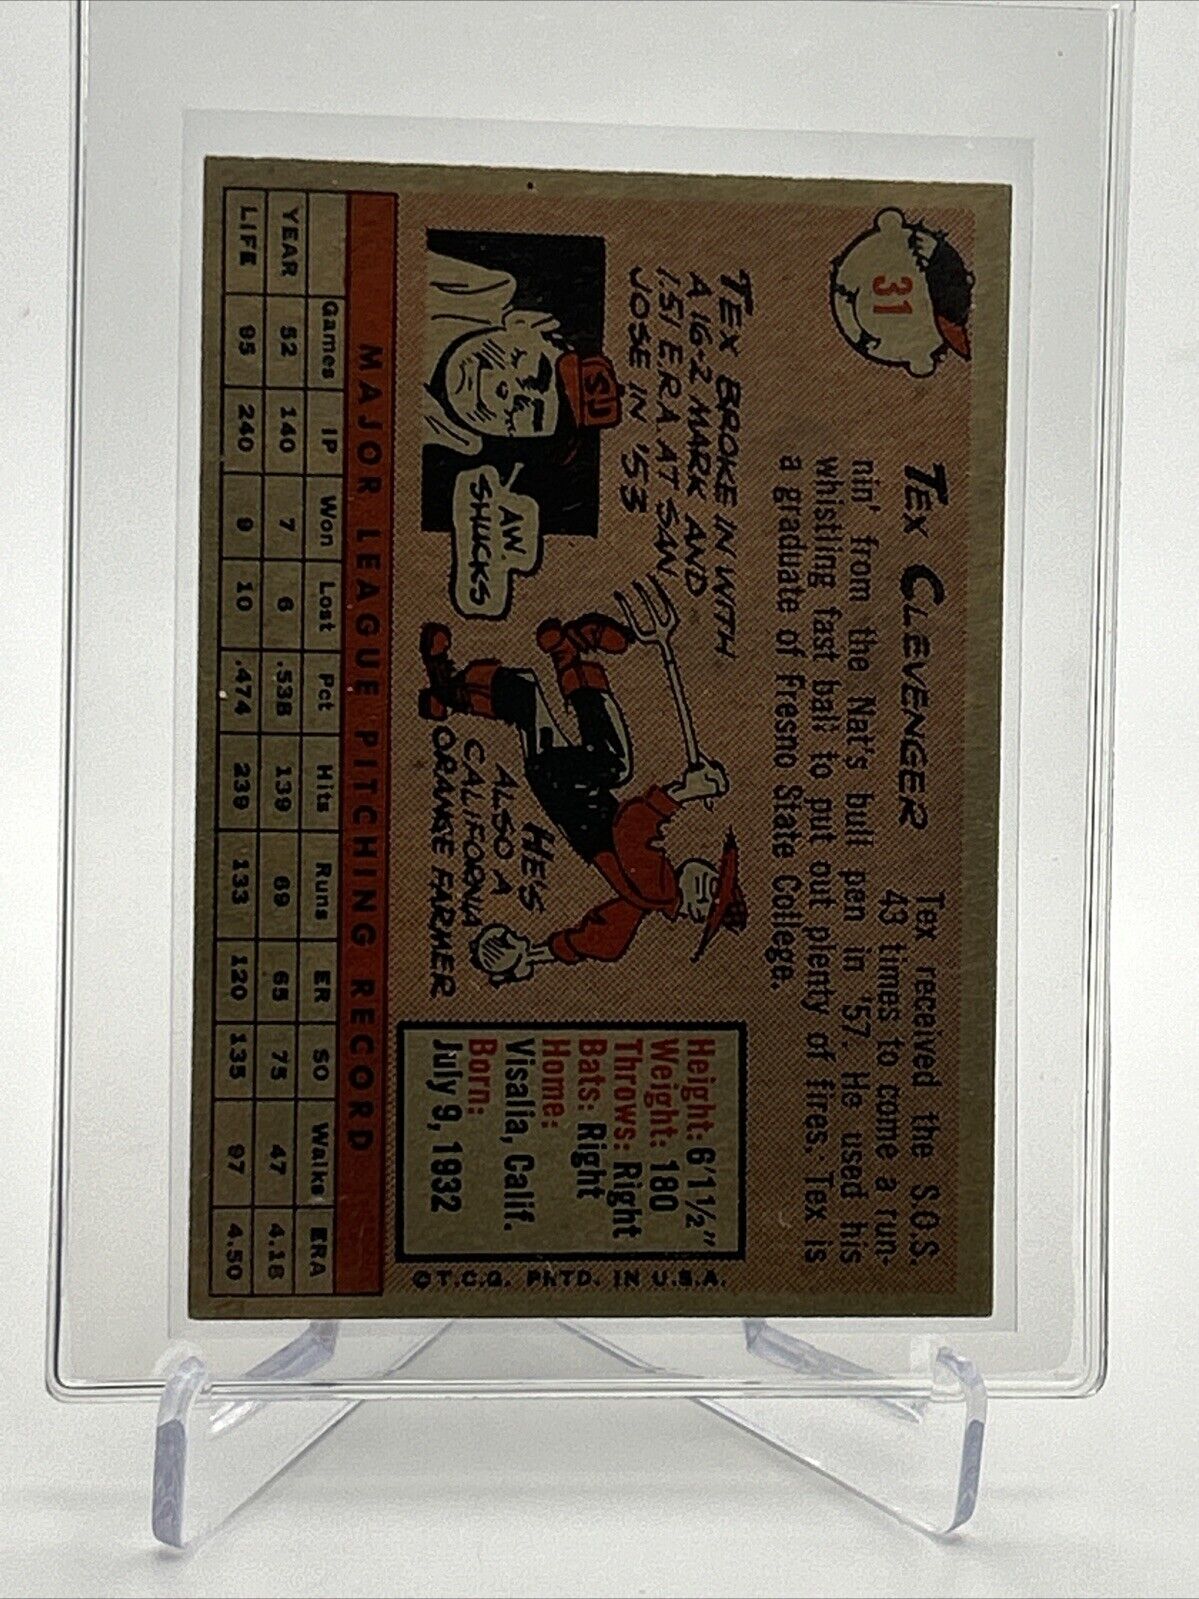 31
TEX CLEVENGER
Tex received the S.O.S.
43 times to come a run-
nin' from the Nat's bull pen in '57. He used his
whistling fast ball to put out plenty of fires. Tex is
a graduate of Fresno State College.
TEX BROKE IN WITH
A 16-2 MARK AND
1.51 ERA AT SAN
JOSE IN '53
SJ
AW, SHUCKS
HE'S
ALSO A
CALIFORNIA
ORANGE FARMER
Height: 6'1½"
Weight: 180
Throws: Right
Bats: Right
Home:
Visalia, Calif.
Born:
July 9, 1932
©T.C.G. PRTD. IN U.S.A.
MAJOR LEAGUE PITCHING RECORD
Games IP Won Lost Pct Hits Runs ER SO Walks ERA
YEAR 52 140 7 6 .538 139 69 65 75 47 4.18
LIFE 95 240 9 10 .474 239 133 120 135 97 4.50